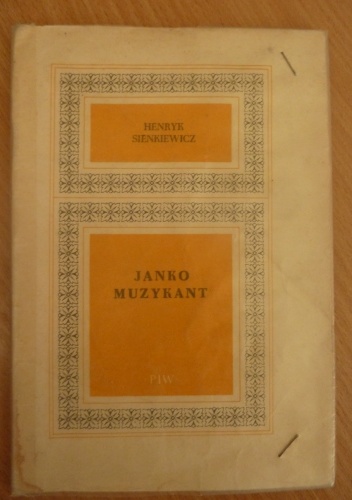 HENRYK
SIENKIEWICZ
JANKO
MUZYKANT
PIW